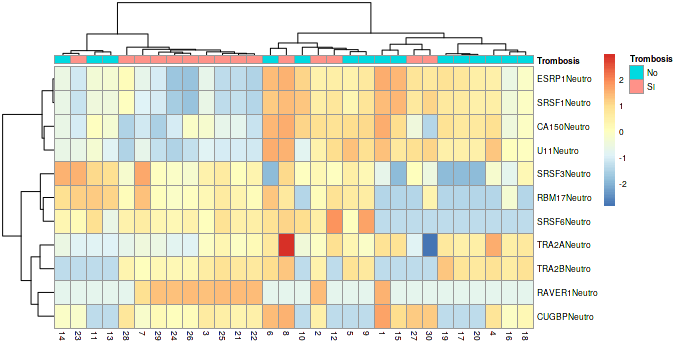 Trombosis
ESRP1Neutro
SRSF1Neutro
CA150Neutro
U11Neutro
SRSF3Neutro
RBM17Neutro
SRSF6Neutro
TRA2ANeutro
TRA2BNeutro
RAVER1Neutro
CUGBPNeutro
14 23 11 13 28 7 29 24 26 3 25 21 22 6 8 10 2 12 5 9 1 15 27 30 19 17 20 4 16 18
2
1
0
-1
-2
Trombosis
No
Si